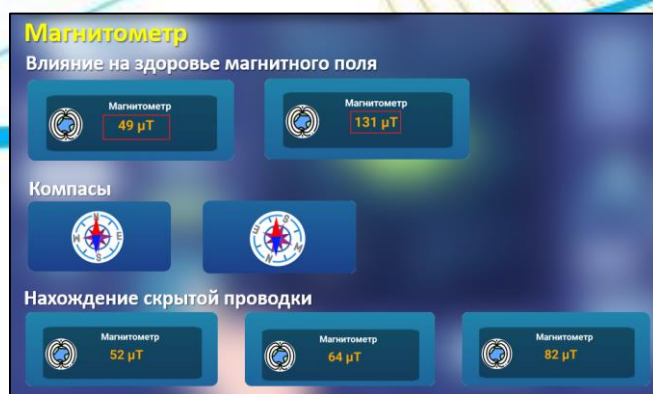 Магнитометр
Влияние на здоровье магнитного поля
Магнитометр
49 µT
Магнитометр
131 µT
Компасы
N
E
S
W
N
E
S
W
Нахождение скрытой проводки
Магнитометр
52 µT
Магнитометр
64 µT
Магнитометр
82 µT